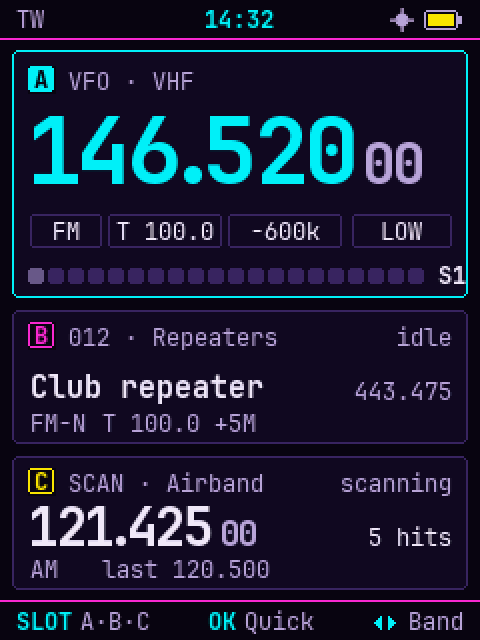 TW 14:32
A VFO · VHF
146.520 00
FM T 100.0 -600k LOW
S1
B 012 · Repeaters idle
Club repeater 443.475
FM-N T 100.0 +5M
C SCAN · Airband scanning
121.425 00 5 hits
AM last 120.500
SLOT A·B·C OK Quick Band